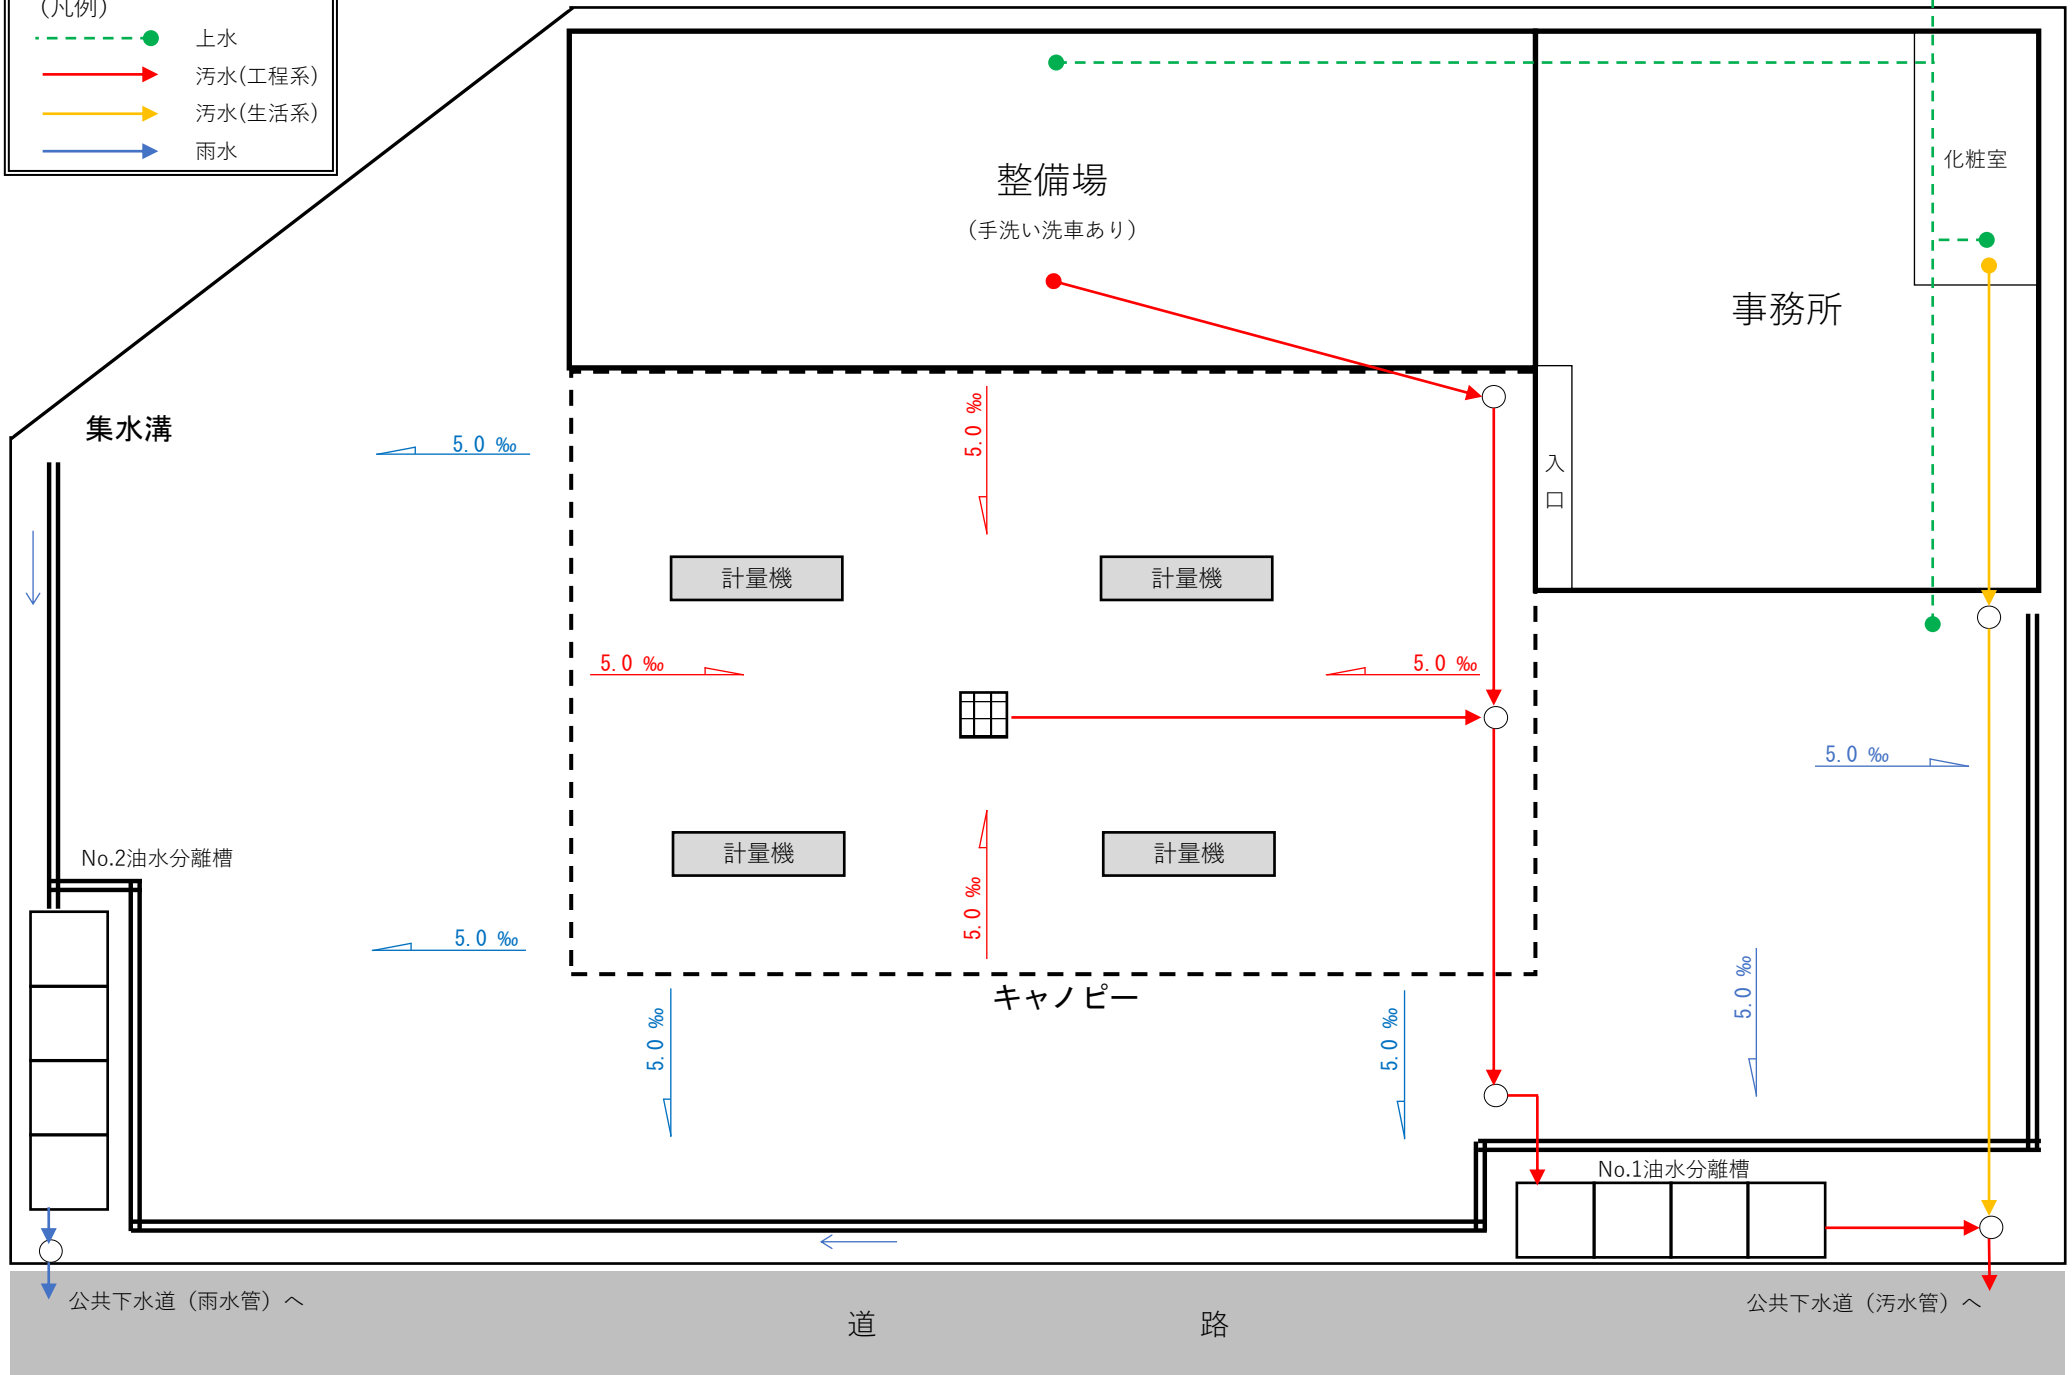 (凡例)
上水
汚水(工程系)
汚水(生活系)
雨水
化粧室
整備場
(手洗い洗車あり)
事務所
集水溝
5.0 ‰
5.0 ‰
入
口
計量機
計量機
5.0 ‰
5.0 ‰
5.0 ‰
No.2油水分離槽
計量機
計量機
5.0 ‰
5.0 ‰
キャノピー
5.0 ‰
5.0 ‰
5.0 ‰
No.1油水分離槽
公共下水道（雨水管）へ
公共下水道（汚水管）へ
道　路